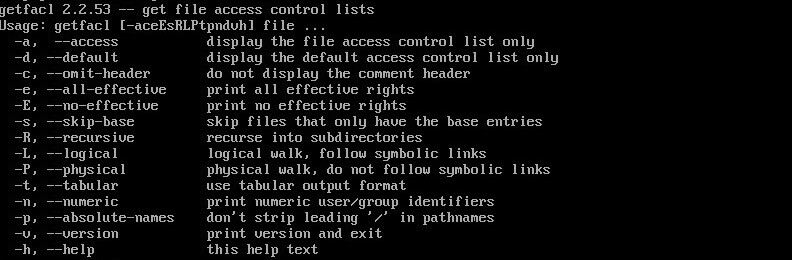 getfacl 2.2.53 -- get file access control lists
Usage: getfacl [-aceEsRLPtpndvh] file ...
  -a,  --access           display the file access control list only
  -d, --default           display the default access control list only
  -c, --omit-header       do not display the comment header
  -e, --all-effective     print all effective rights
  -E, --no-effective      print no effective rights
  -s, --skip-base         skip files that only have the base entries
  -R, --recursive         recurse into subdirectories
  -L, --logical           logical walk, follow symbolic links
  -P, --physical          physical walk, do not follow symbolic links
  -t, --tabular           use tabular output format
  -n, --numeric           print numeric user/group identifiers
  -p, --absolute-names    don't strip leading '/' in pathnames
  -v, --version           print version and exit
  -h, --help              this help text